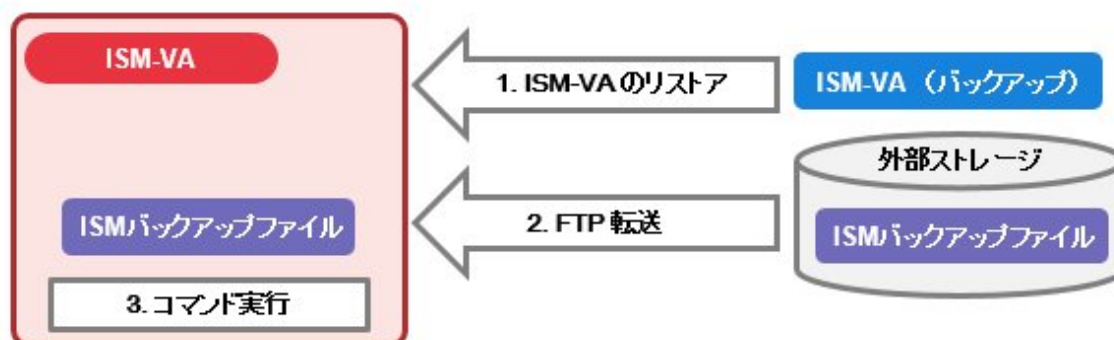 ISM-VA
1. ISM-VAのリストア
ISM-VA（バックアップ）
外部ストレージ
ISMバックアップファイル
2. FTP 転送
ISMバックアップファイル
3. コマンド実行